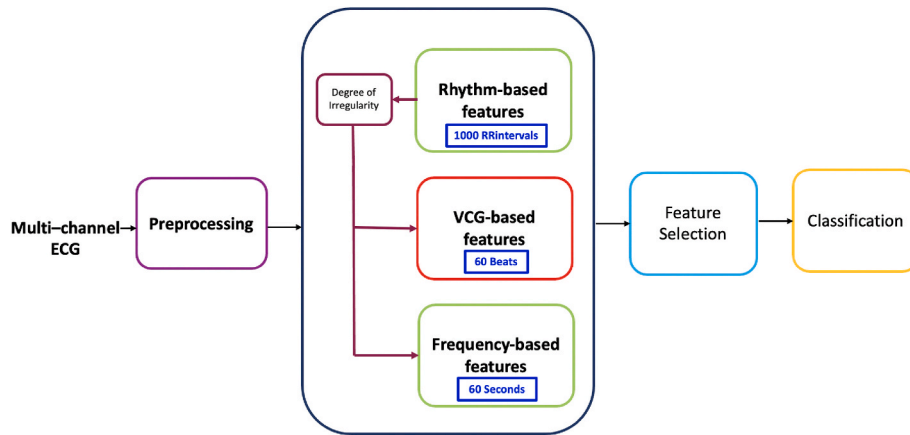 Multi–channel
ECG
Preprocessing
Degree of
Irregularity
Rhythm-based
features
1000 RRintervals
VCG-based
features
60 Beats
Frequency-based
features
60 Seconds
Feature
Selection
Classification